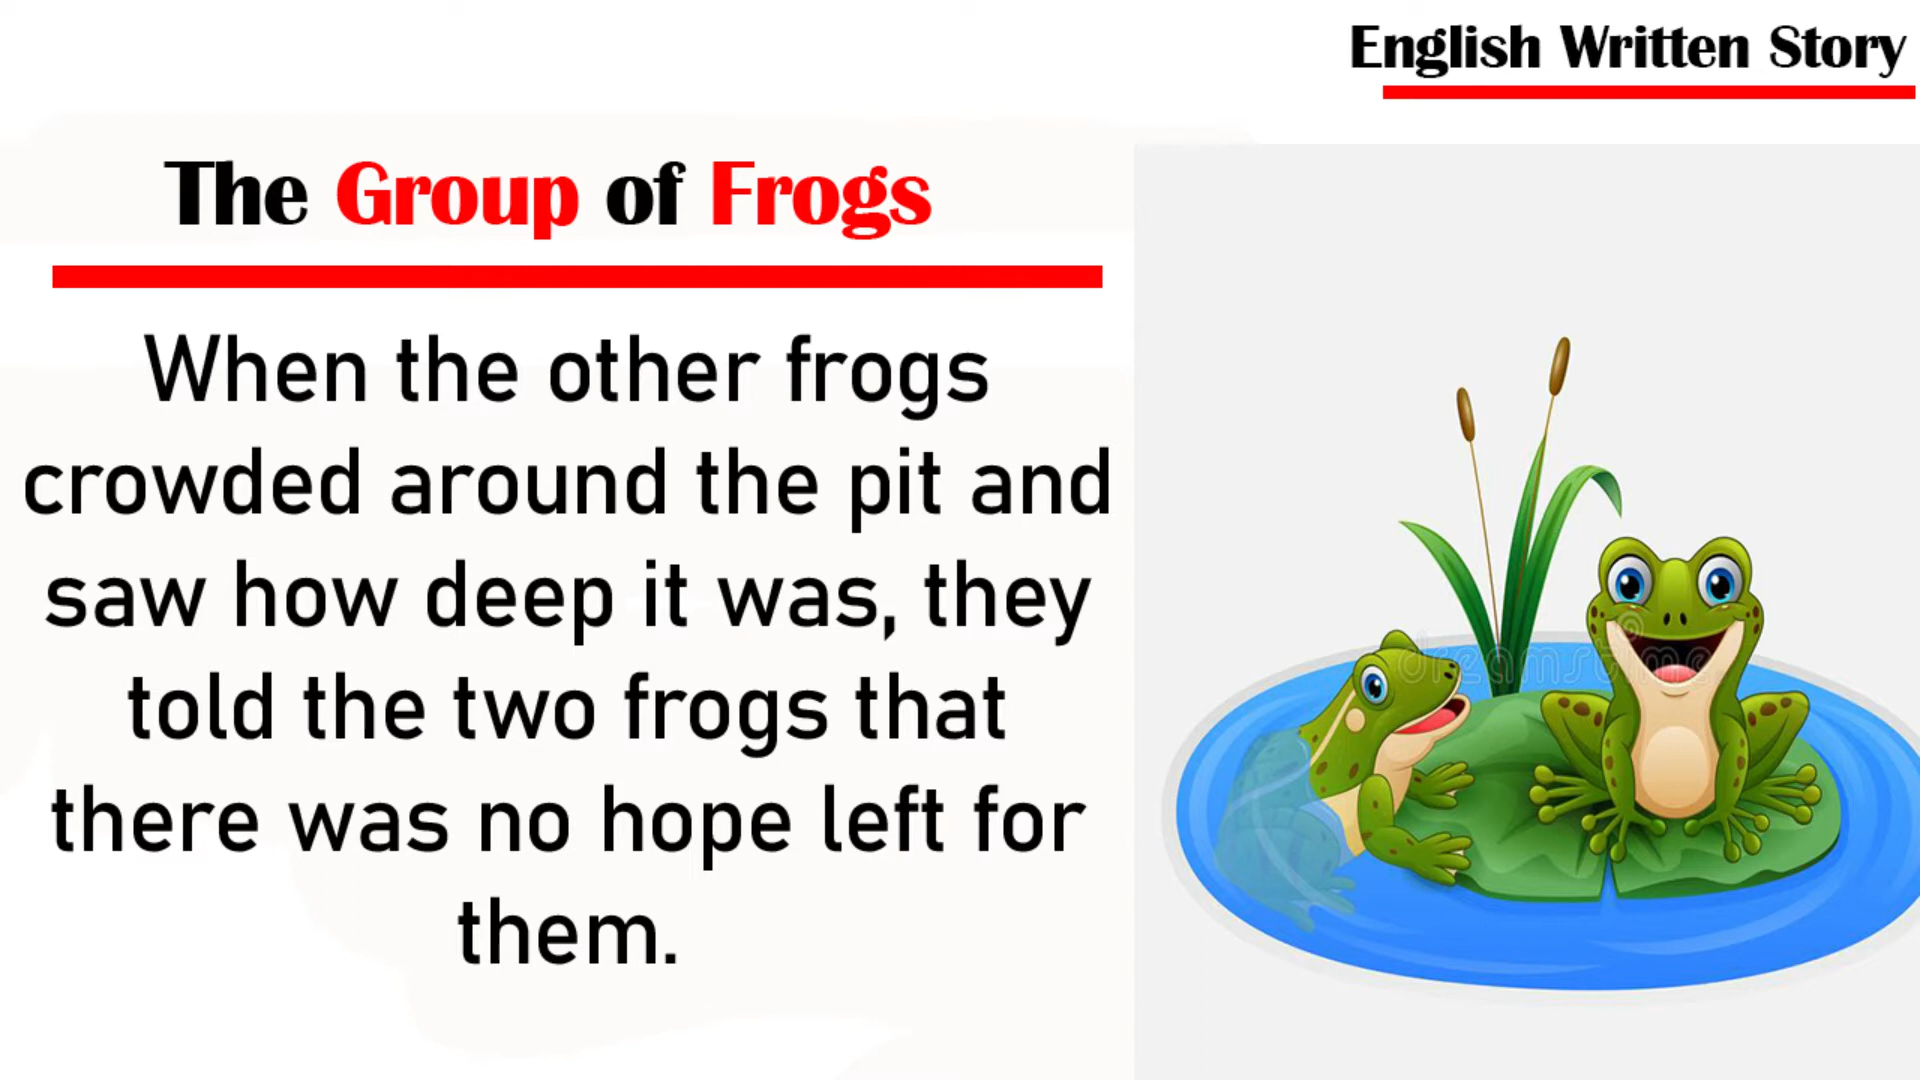 English Written Story
The Group of Frogs
When the other frogs
crowded around the pit and
saw how deep it was, they
told the two frogs that
there was no hope left for
them.
dreamstime